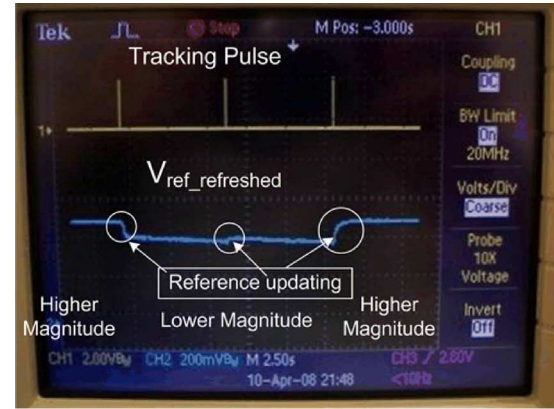 Tek
Stop
M Pos: -3.000s
CH1
Tracking Pulse
Coupling
DC
BW Limit
On
20MHz
1
Vref_refreshed
Volts/Div
Coarse
Probe
10X
Voltage
Reference updating
Higher
Magnitude
Lower Magnitude
Higher
Magnitude
Invert
Off
CH1 2.00VBW CH2 200mVBW M 2.50s CH3 / 2.80V
10-Apr-08 21:48 <10Hz